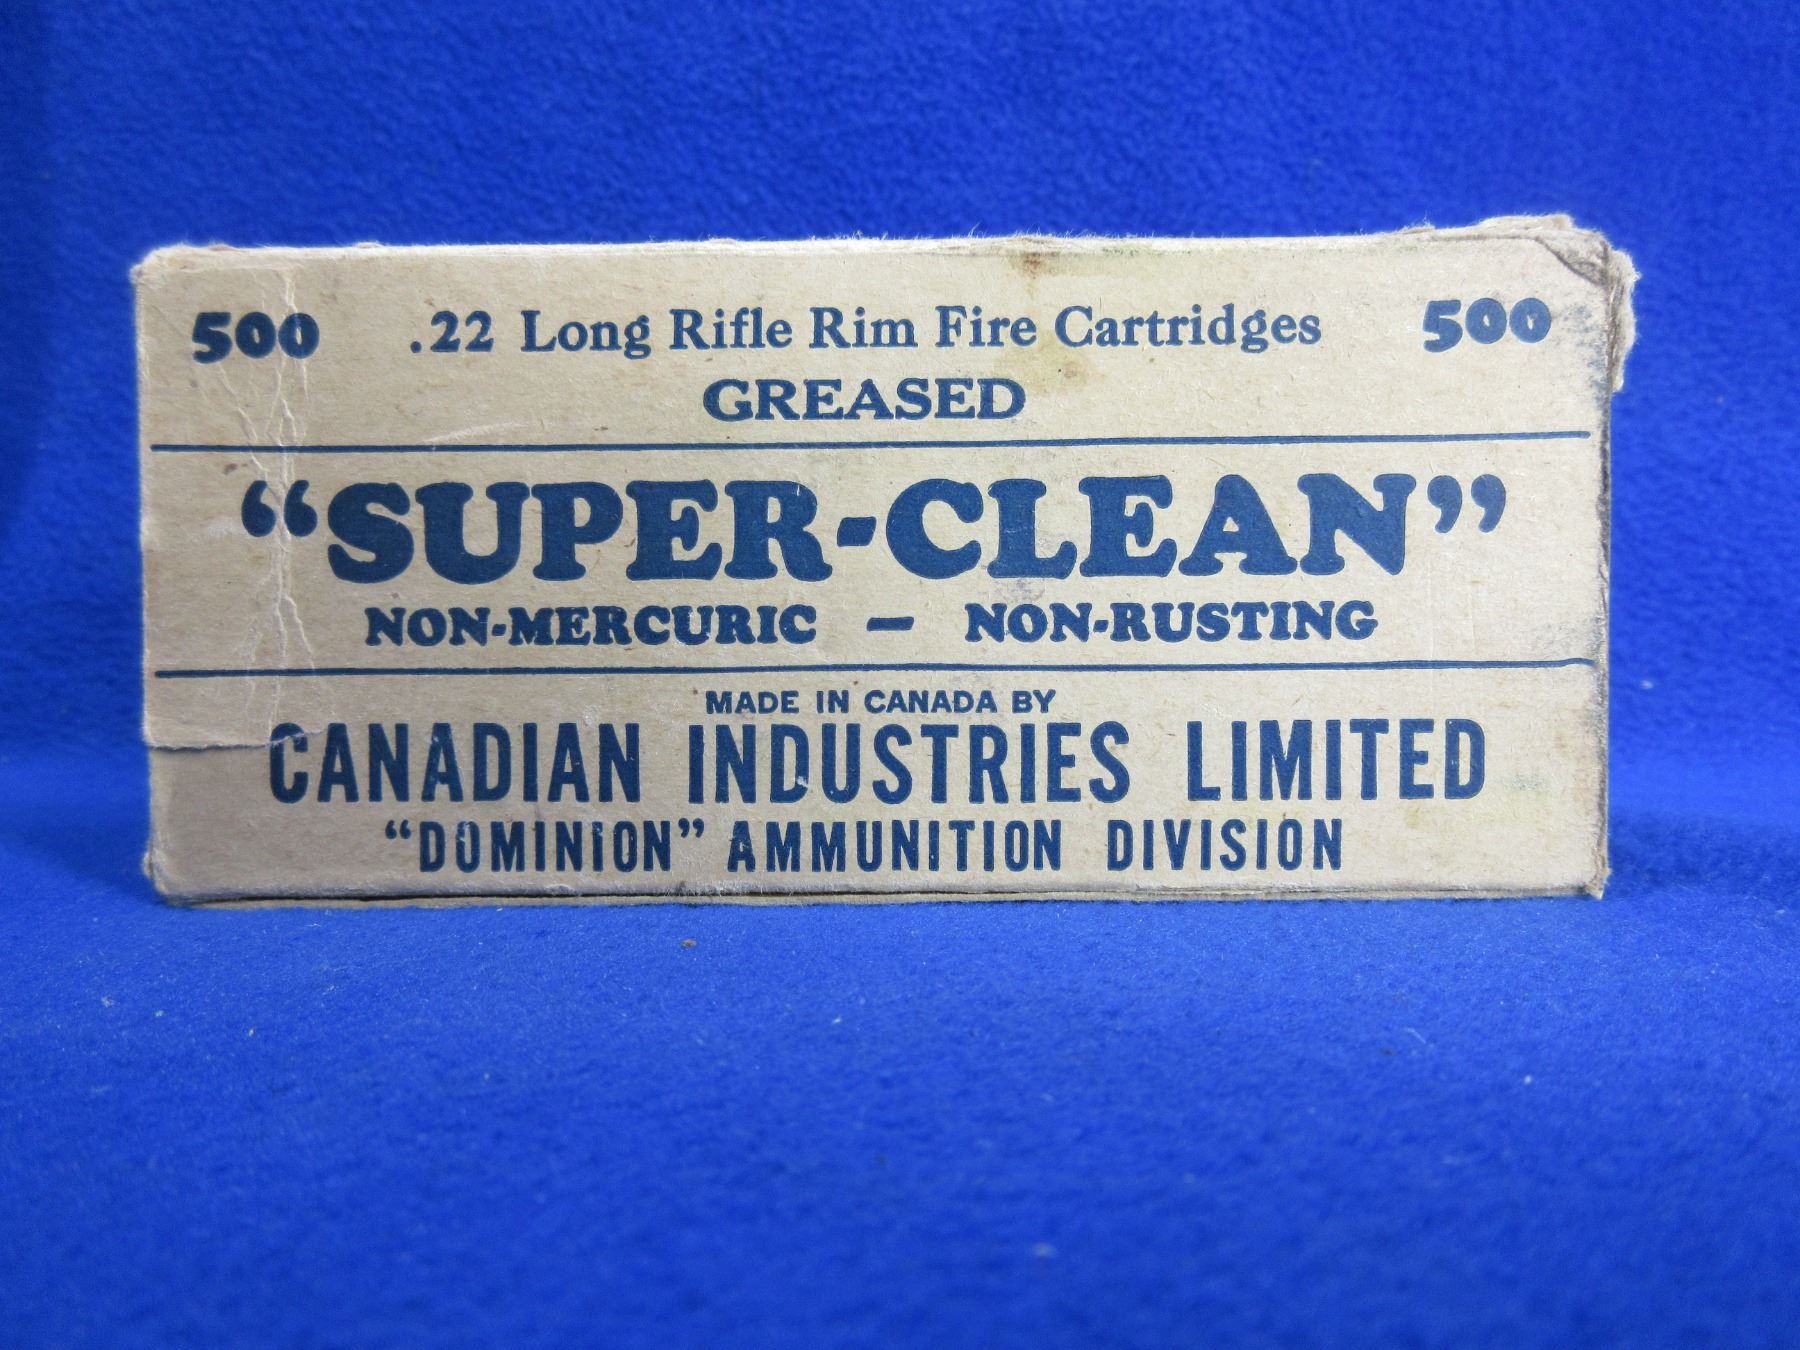 500 .22 Long Rifle Rim Fire Cartridges 500
GREASED
“SUPER-CLEAN”
NON-MERCURIC — NON-RUSTING
MADE IN CANADA BY
CANADIAN INDUSTRIES LIMITED
“DOMINION” AMMUNITION DIVISION